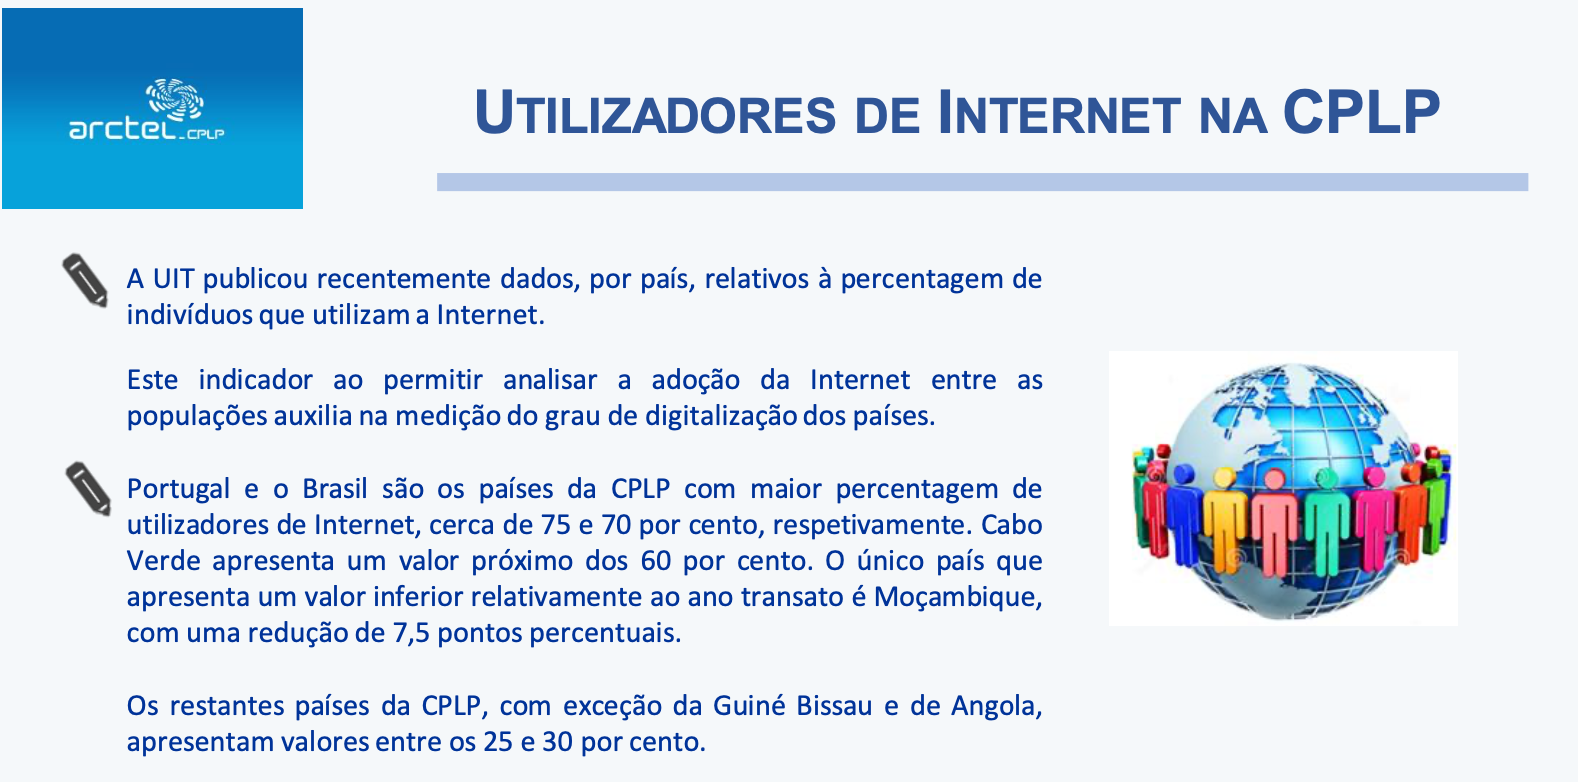 arctel_CPLP
UTILIZADORES DE INTERNET NA CPLP
A UIT publicou recentemente dados, por país, relativos à percentagem de
indivíduos que utilizam a Internet.
Este indicador ao permitir analisar a adoção da Internet entre as
populações auxilia na medição do grau de digitalização dos países.
Portugal e o Brasil são os países da CPLP com maior percentagem de
utilizadores de Internet, cerca de 75 e 70 por cento, respetivamente. Cabo
Verde apresenta um valor próximo dos 60 por cento. O único país que
apresenta um valor inferior relativamente ao ano transato é Moçambique,
com uma redução de 7,5 pontos percentuais.
Os restantes países da CPLP, com exceção da Guiné Bissau e de Angola,
apresentam valores entre os 25 e 30 por cento.